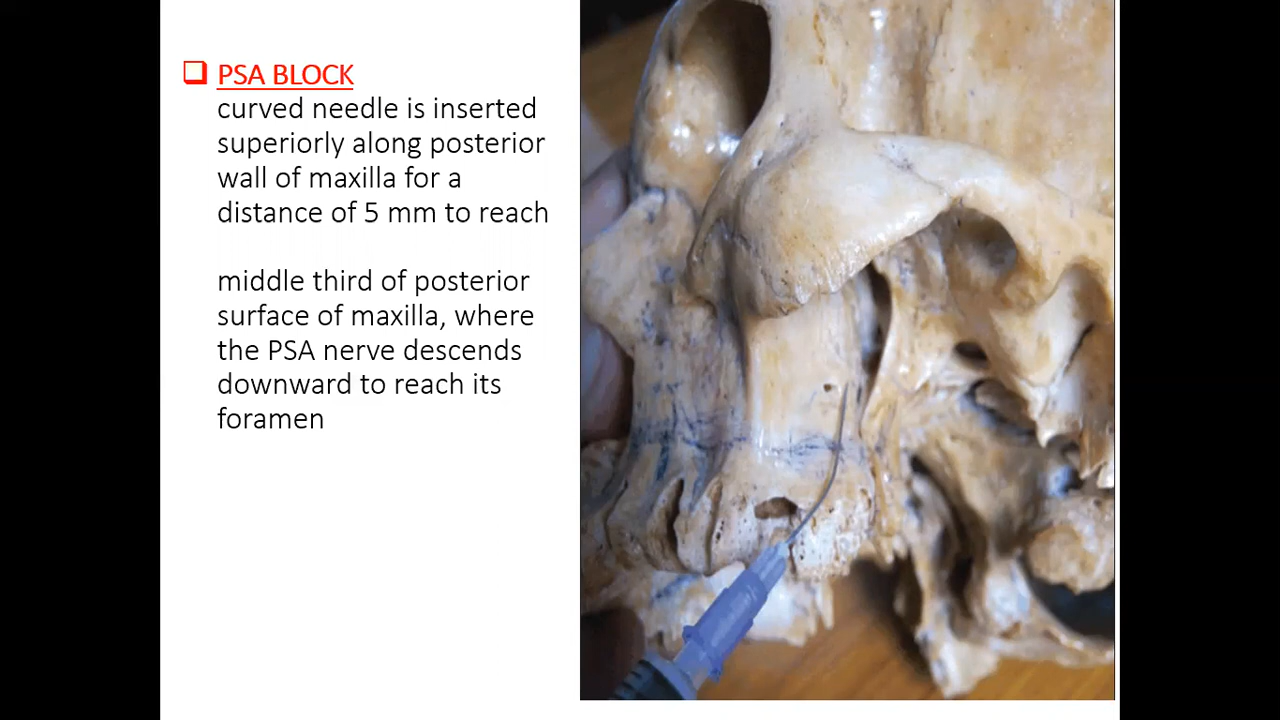 PSA BLOCK
curved needle is inserted
superiorly along posterior
wall of maxilla for a
distance of 5 mm to reach
middle third of posterior
surface of maxilla, where
the PSA nerve descends
downward to reach its
foramen